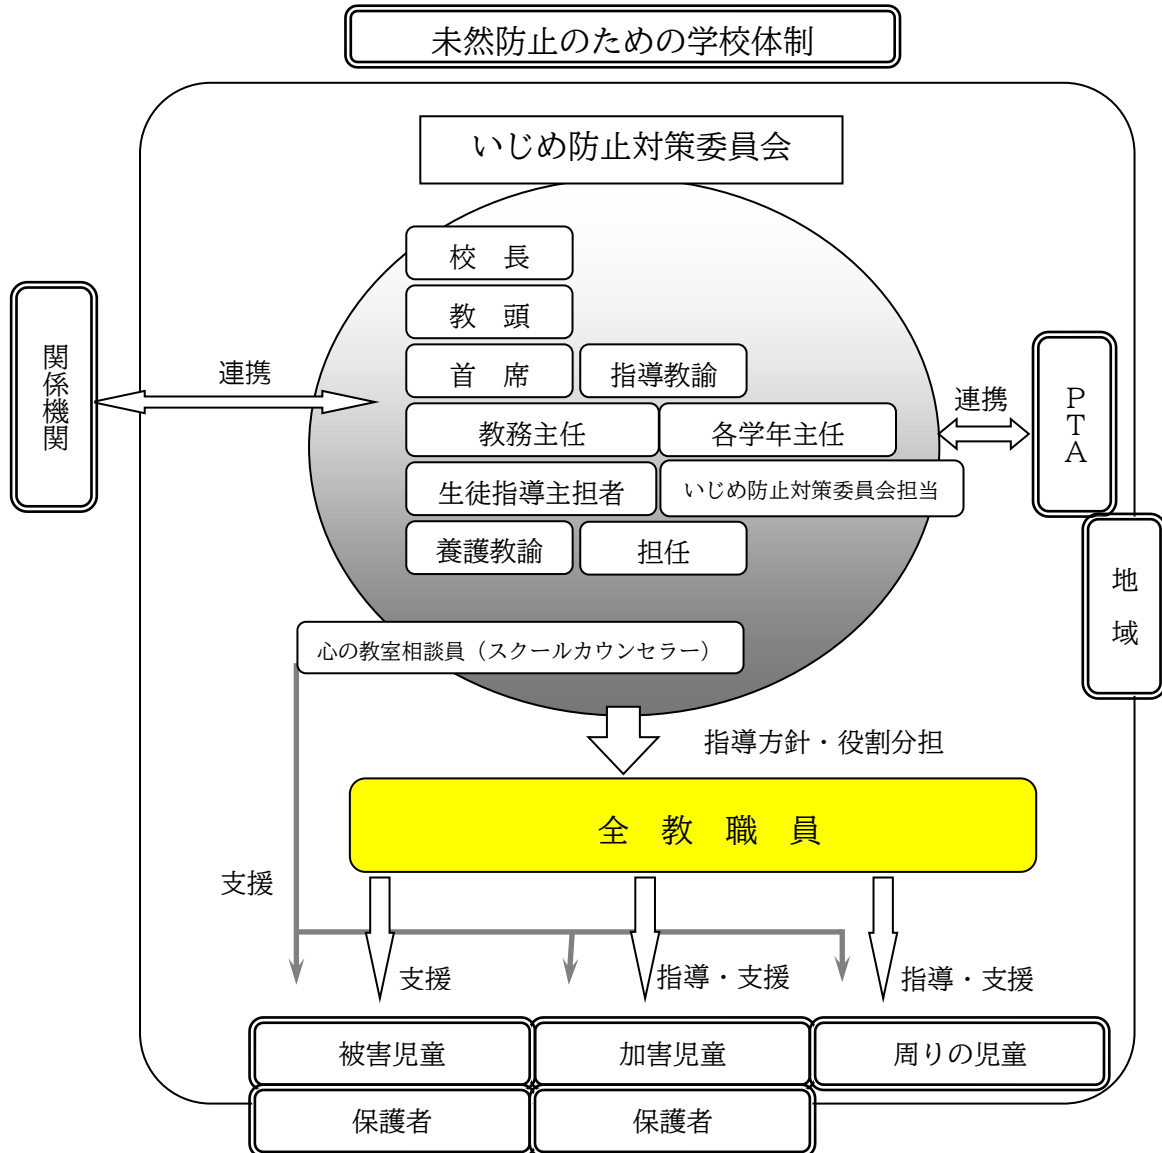 未然防止のための学校体制
いじめ防止対策委員会
校　長
教　頭
首　席
指導教諭
教務主任
各学年主任
生徒指導主担者
いじめ防止対策委員会担当
養護教諭
担任
心の教室相談員（スクールカウンセラー）
関係機関
連携
連携
ＰＴＡ
地域
指導方針・役割分担
全　教　職　員
支援
支援
指導・支援
指導・支援
被害児童
加害児童
周りの児童
保護者
保護者